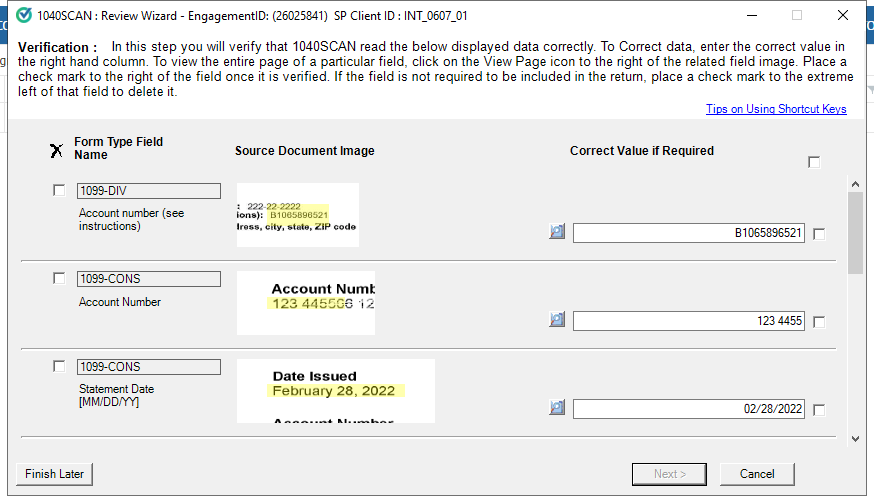 1040SCAN : Review Wizard - EngagementID: (26025841) SP Client ID : INT_0607_01
Verification : In this step you will verify that 1040SCAN read the below displayed data correctly. To Correct data, enter the correct value in
the right hand column. To view the entire page of a particular field, click on the View Page icon to the right of the related field image. Place a
check mark to the right of the field once it is verified. If the field is not required to be included in the return, place a check mark to the extreme
left of that field to delete it.
Tips on Using Shortcut Keys
X Form Type Field
Name
Source Document Image
Correct Value if Required
1099-DIV
Account number (see
instructions)
: 222-22-2222
ions): B1065896521
dress, city, state, ZIP code
B1065896521
1099-CONS
Account Number
Account Numb
123 445506 12
123 4455
1099-CONS
Statement Date
[MM/DD/YY]
Date Issued
February 28, 2022
Account Number
02/28/2022
Finish Later
Next >
Cancel